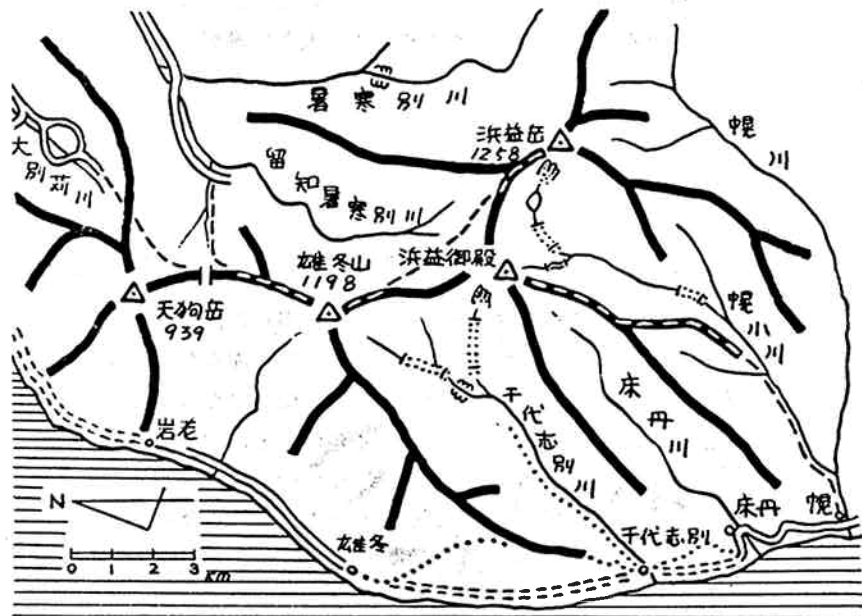 暑寒別川
浜益岳
1258
幌川
大別苅川
留知暑寒別川
雄冬山
1198
浜益御殿
天狗岳
939
幌小川
床丹川
千代志別川
岩老
N
雄冬
千代志別
床丹
幌
0 1 2 3
km